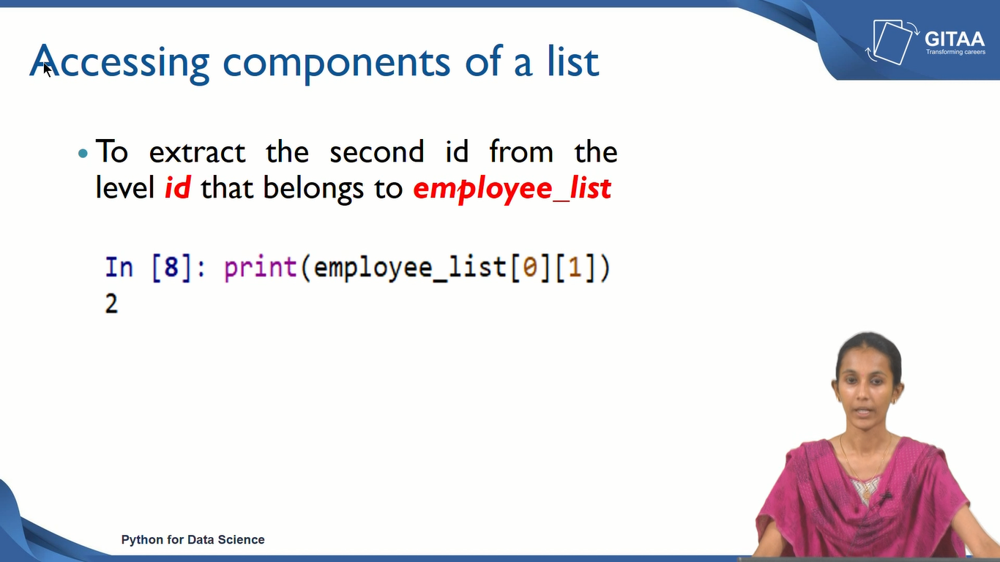 GITAA
Transforming careers
Accessing components of a list
• To extract the second id from the
level id that belongs to employee_list
In [8]: print(employee_list[0][1])
2
Python for Data Science